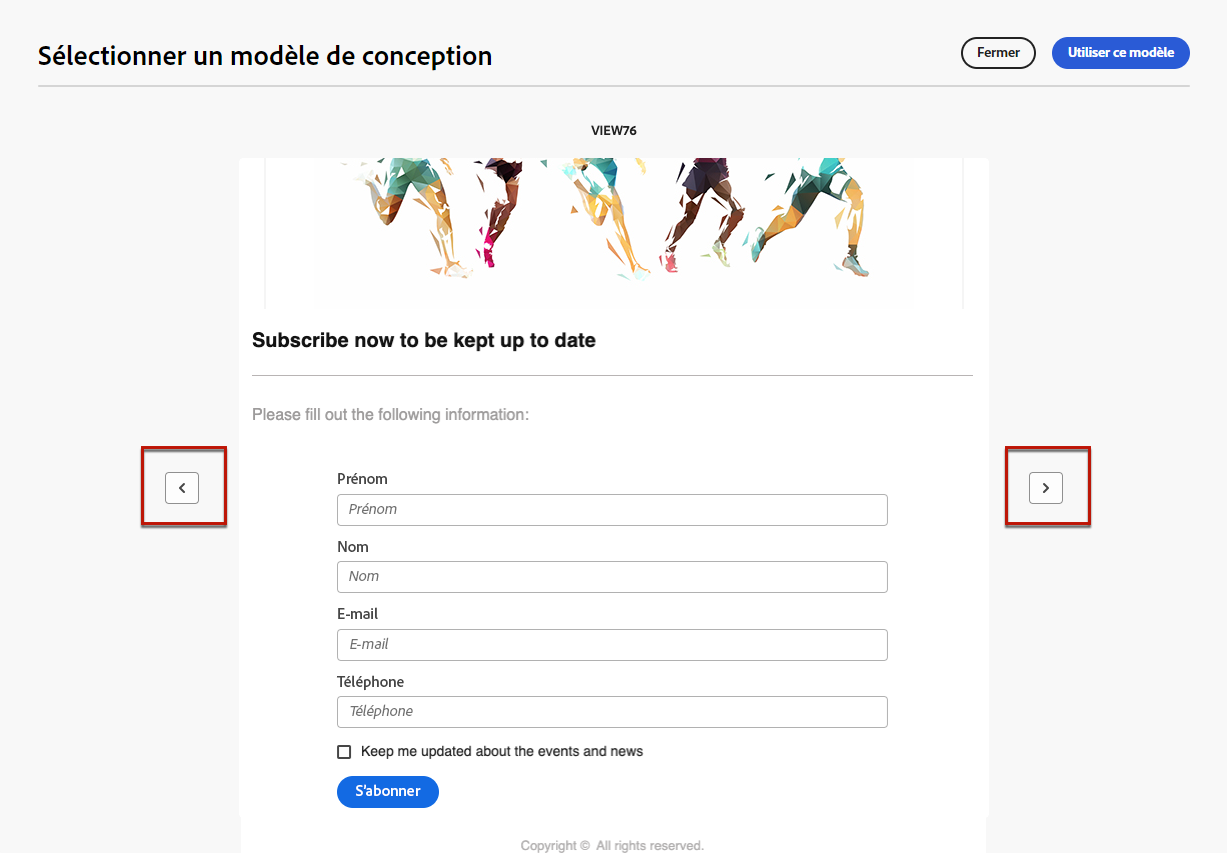 Sélectionner un modèle de conception
Fermer
Utiliser ce modèle
VIEW76
Subscribe now to be kept up to date
Please fill out the following information:
Prénom
Prénom
Nom
Nom
E-mail
E-mail
Téléphone
Téléphone
Keep me updated about the events and news
S'abonner
Copyright © All rights reserved.